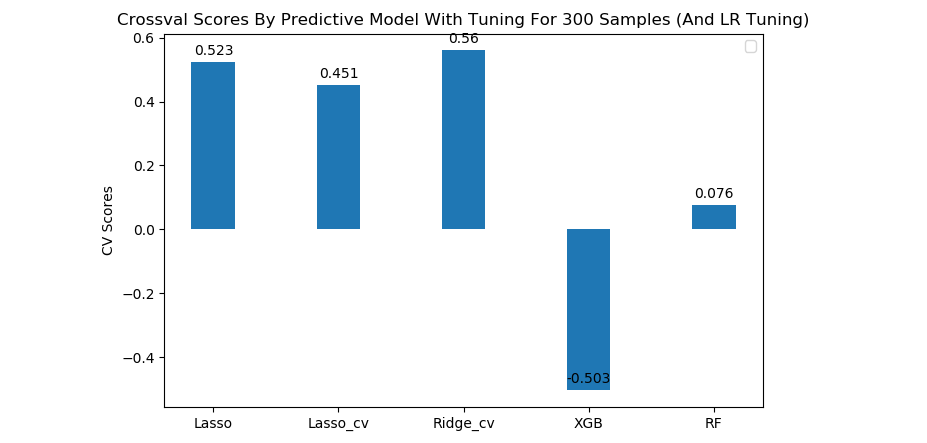 Crossval Scores By Predictive Model With Tuning For 300 Samples (And LR Tuning)
0.6
0.4
0.2
0.0
−0.2
−0.4
CV Scores
0.523
0.451
0.56
-0.503
0.076
Lasso
Lasso_cv
Ridge_cv
XGB
RF